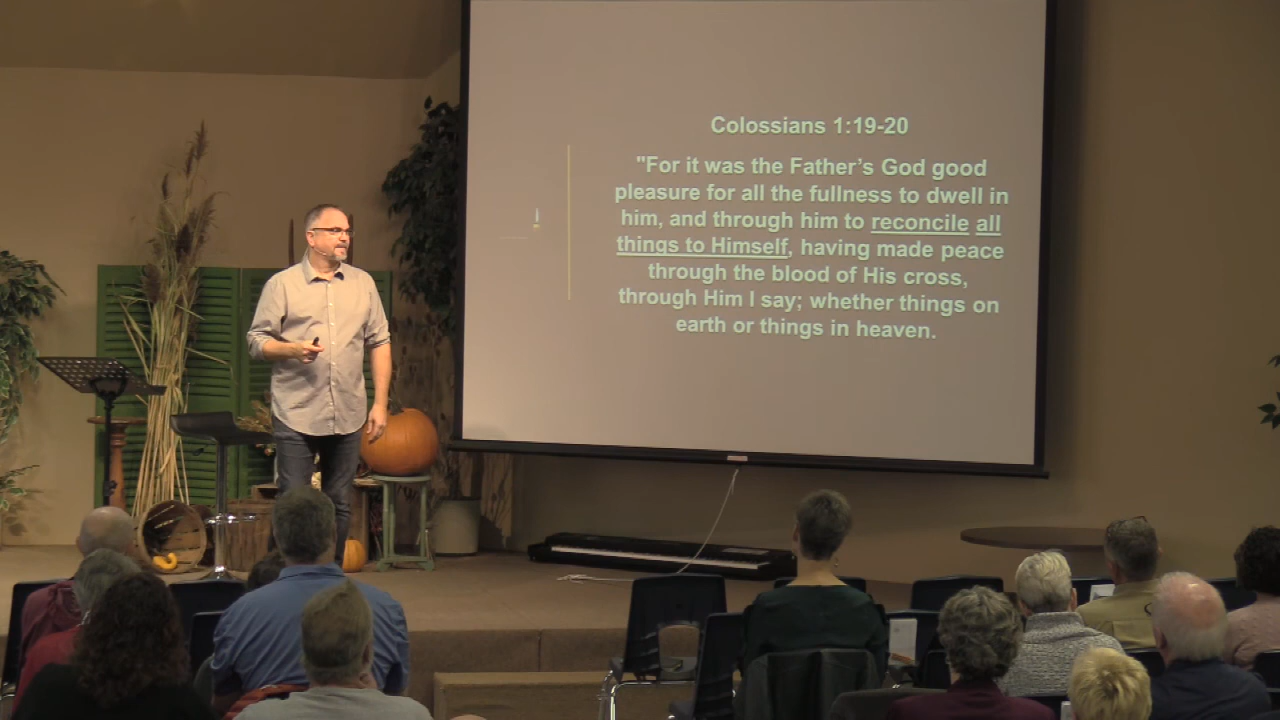 Colossians 1:19-20
"For it was the Father’s God good
pleasure for all the fullness to dwell in
him, and through him to reconcile all
things to Himself, having made peace
through the blood of His cross,
through Him I say; whether things on
earth or things in heaven.